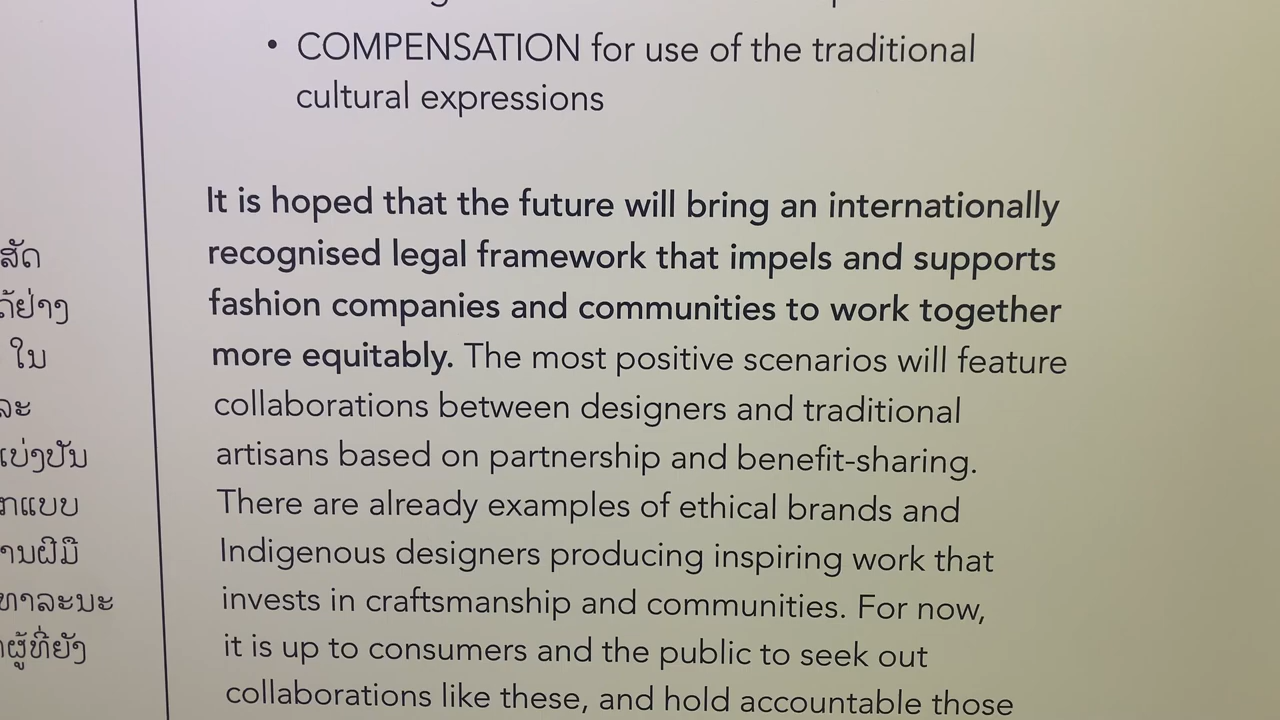 • COMPENSATION for use of the traditional
cultural expressions
It is hoped that the future will bring an internationally
recognised legal framework that impels and supports
fashion companies and communities to work together
more equitably. The most positive scenarios will feature
collaborations between designers and traditional
artisans based on partnership and benefit-sharing.
There are already examples of ethical brands and
Indigenous designers producing inspiring work that
invests in craftsmanship and communities. For now,
it is up to consumers and the public to seek out
collaborations like these, and hold accountable those
ສັດ
ໃນ